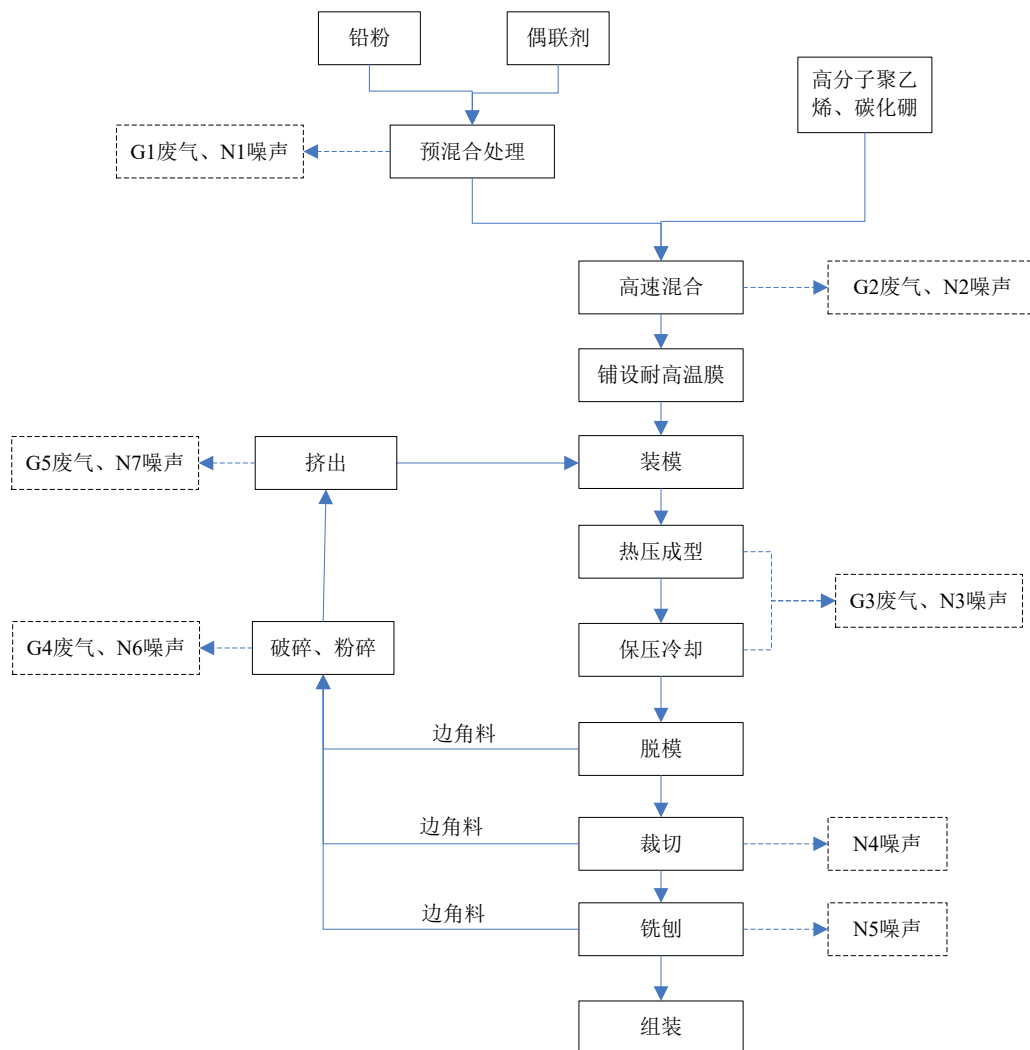 铅粉
偶联剂
高分子聚乙
烯、碳化硼
G1废气、N1噪声
预混合处理
高速混合
G2废气、N2噪声
铺设耐高温膜
G5废气、N7噪声
挤出
装模
热压成型
G3废气、N3噪声
G4废气、N6噪声
破碎、粉碎
保压冷却
边角料
脱模
边角料
裁切
N4噪声
边角料
铣刨
N5噪声
组装